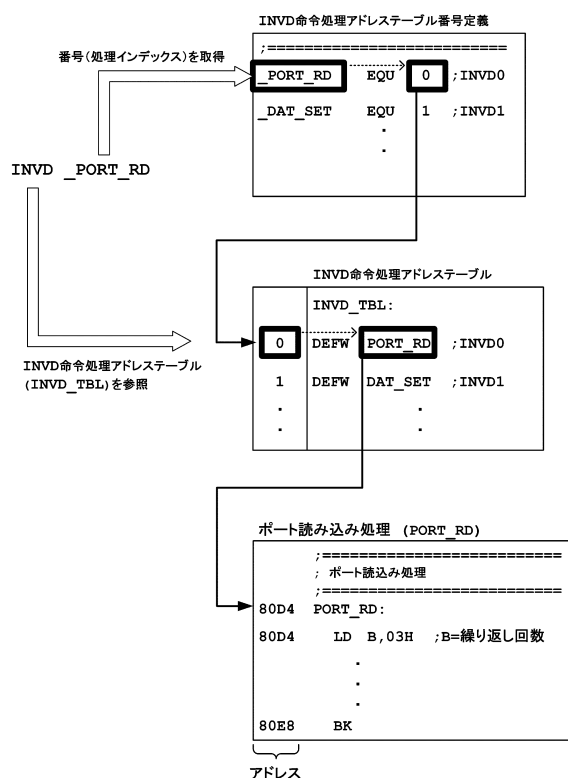 INVD命令処理アドレステーブル番号定義
番号(処理インデックス)を取得
;=========================
_PORT_RD EQU 0 ;INVD0
_DAT_SET EQU 1 ;INVD1
・
・
INVD _PORT_RD
INVD命令処理アドレステーブル
INVD_TBL:
0 DEFW PORT_RD ;INVD0
1 DEFW DAT_SET ;INVD1
・ ・
・ ・
INVD命令処理アドレステーブル
(INVD_TBL)を参照
ポート読み込み処理 (PORT_RD)
;=========================
; ポート読込み処理
;=========================
80D4 PORT_RD:
80D4 LD B,03H ;B=繰り返し回数
・
・
・
80E8 BK
アドレス